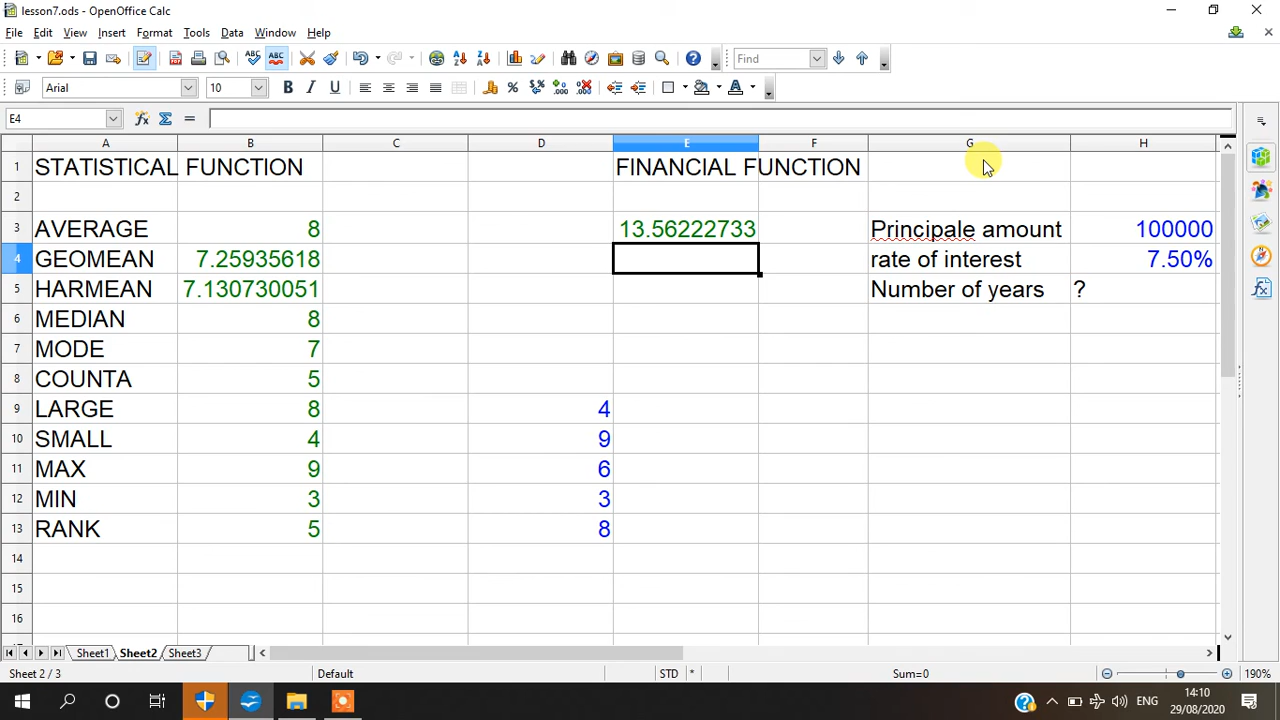 lesson7.ods - OpenOffice Calc
File Edit View Insert Format Tools Data Window Help
Find
Arial 10
E4
A B C D E F G H
1 STATISTICAL FUNCTION FINANCIAL FUNCTION
2
3 AVERAGE 8 13.56222733 Principale amount 100000
4 GEOMEAN 7.25935618 rate of interest 7.50%
5 HARMEAN 7.130730051 Number of years ?
6 MEDIAN 8
7 MODE 7
8 COUNTA 5
9 LARGE 8 4
10 SMALL 4 9
11 MAX 9 6
12 MIN 3 3
13 RANK 5 8
14
15
16
Sheet1 Sheet2 Sheet3
Sheet 2 / 3 Default STD * Sum=0 190%
ENG 14:10
29/08/2020